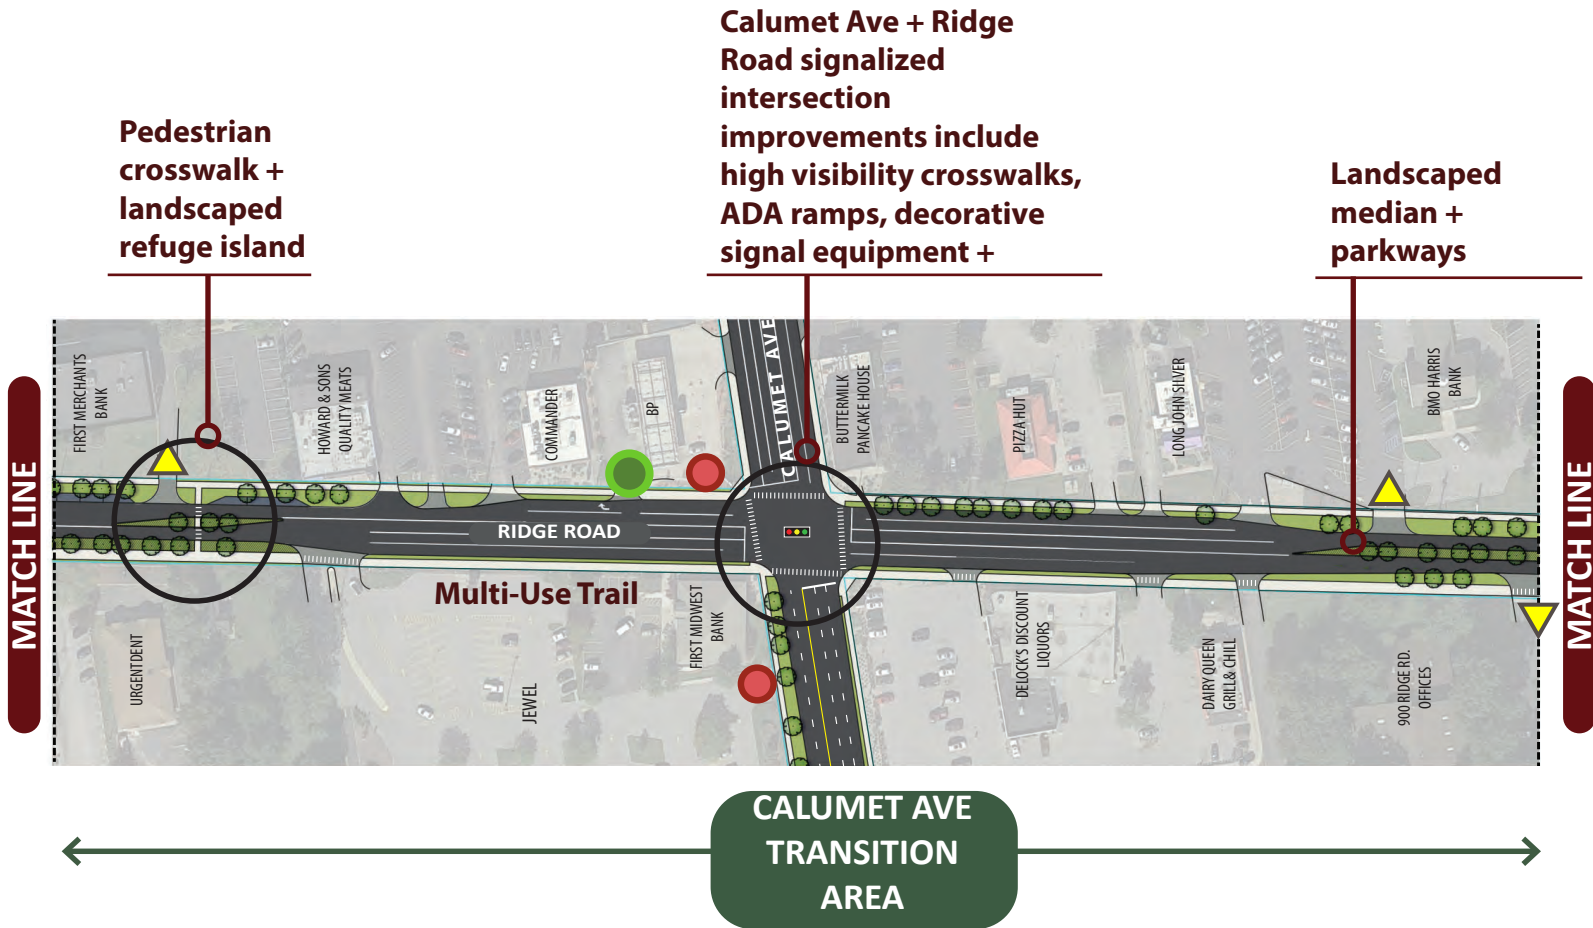 Pedestrian
crosswalk +
landscaped
refuge island
Calumet Ave + Ridge
Road signalized
intersection
improvements include
high visibility crosswalks,
ADA ramps, decorative
signal equipment +
Landscaped
median +
parkways
MATCH LINE
FIRST MERCHANTS
BANK
HOWARD & SONS
QUALITY MEATS
COMMANDER
BP
CALUMET AVE
BUTTERMILK
PANCAKE HOUSE
PIZZA HUT
LONG JOHN SILVER
BMO HARRIS
BANK
MATCH LINE
RIDGE ROAD
Multi-Use Trail
URGENTDENT
JEWEL
FIRST MIDWEST
BANK
DELOCK'S DISCOUNT
LIQUORS
DAIRY QUEEN
GRILL & CHILL
900 RIDGE RD.
OFFICES
CALUMET AVE
TRANSITION
AREA